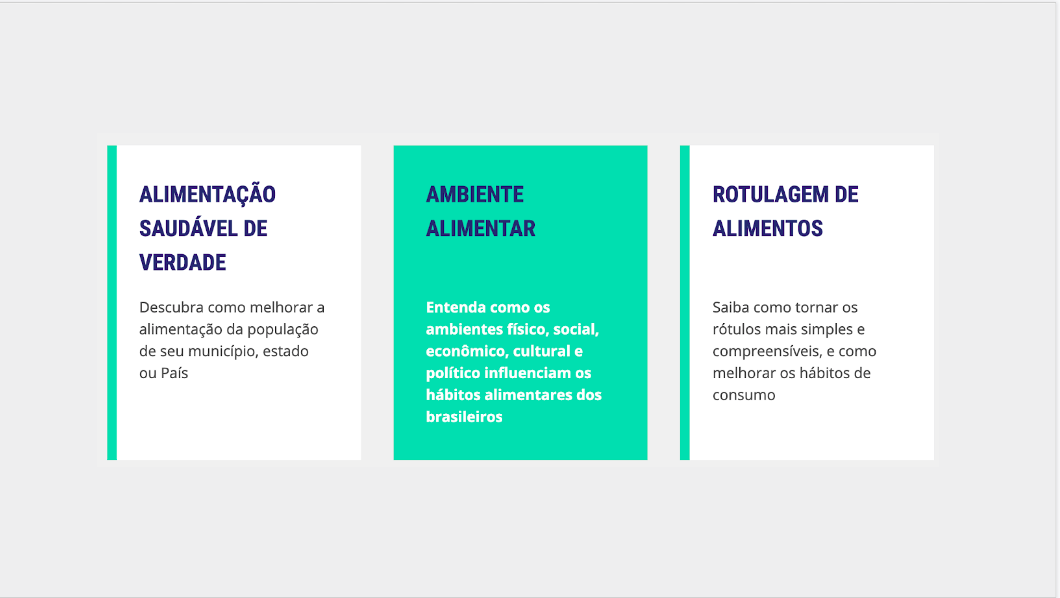 ALIMENTAÇÃO
SAUDÁVEL DE
VERDADE
Descubra como melhorar a
alimentação da população
de seu município, estado
ou País
AMBIENTE
ALIMENTAR
Entenda como os
ambientes físico, social,
econômico, cultural e
político influenciam os
hábitos alimentares dos
brasileiros
ROTULAGEM DE
ALIMENTOS
Saiba como tornar os
rótulos mais simples e
compreensíveis, e como
melhorar os hábitos de
consumo